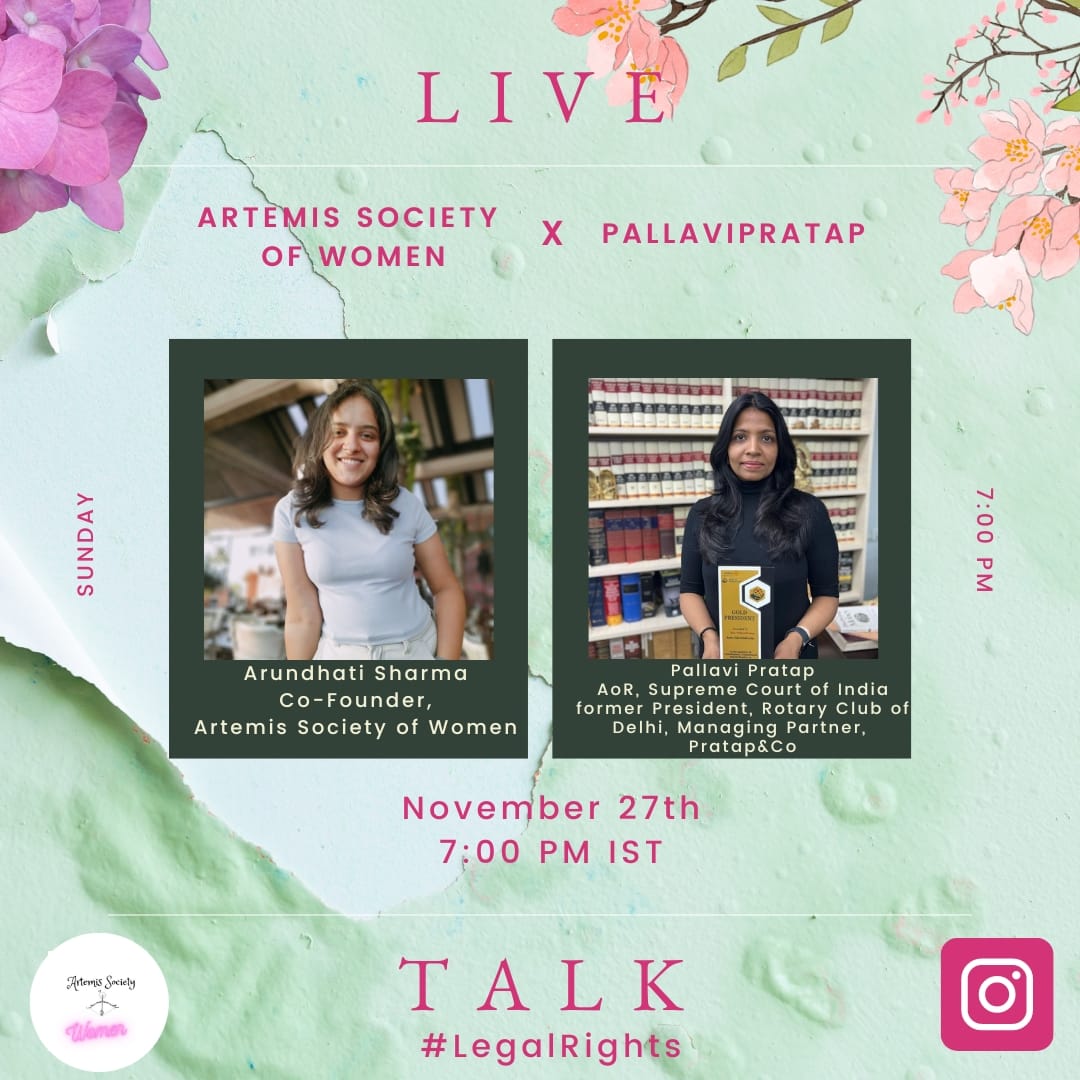 LIVE
ARTEMIS SOCIETY
OF WOMEN
X
PALLAVIPRATAP
SUNDAY
7:00 PM
GOLD
PRESIDENT
Arundhati Sharma
Co-Founder,
Artemis Society of Women
Pallavi Pratap
AoR, Supreme Court of India
former President, Rotary Club of
Delhi, Managing Partner,
Pratap&Co
November 27th
7:00 PM IST
Artemis Society
Women
TALK
#LegalRights